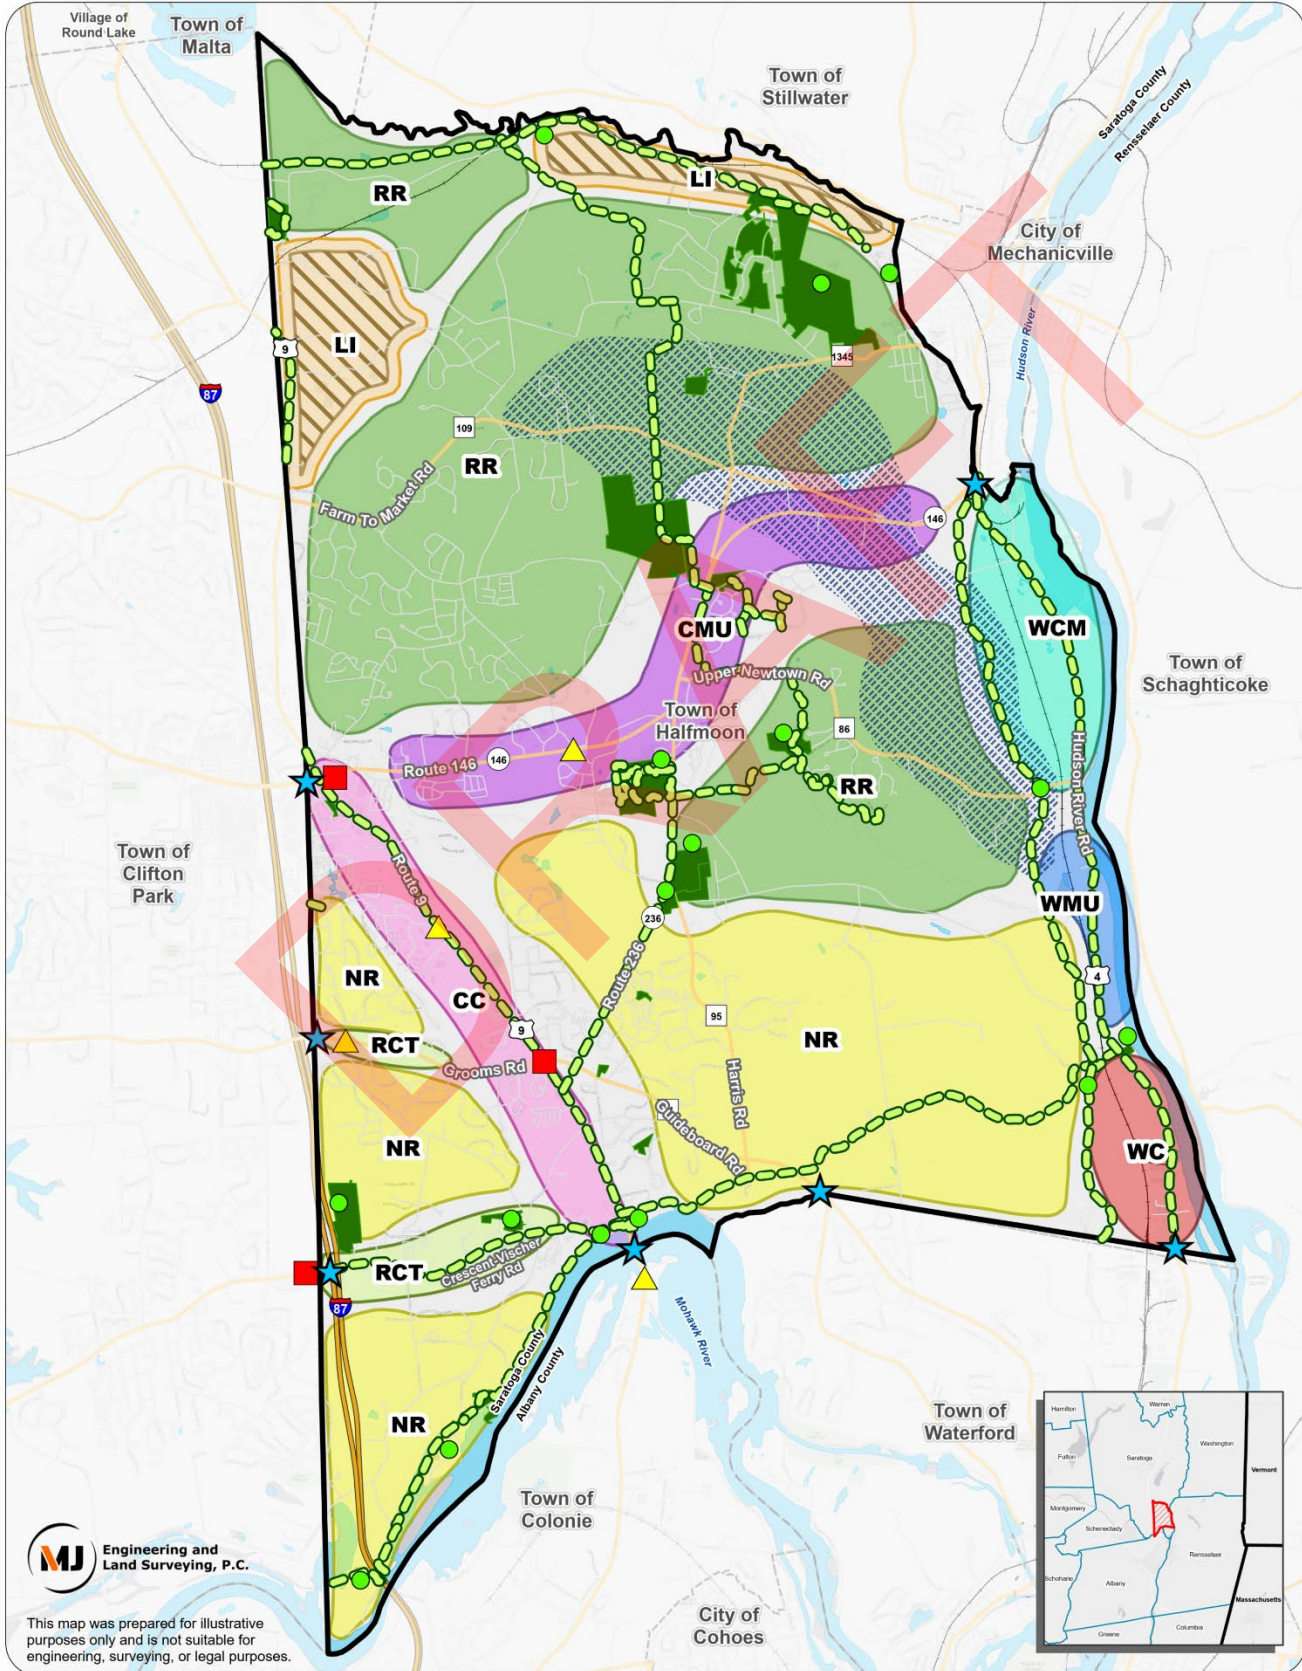 Village of
Round Lake
Town of
Malta
Town of
Stillwater
Saratoga County
Rensselaer County
City of
Mechanicville
Hudson River
RR
LI
LI
9
87
1345
109
RR
Farm To Market Rd
146
CMU
WCM
Upper Newtown Rd
Town of
Halfmoon
Town of
Schaghticoke
86
Route 146
146
RR
Hudson River Rd
Town of
Clifton
Park
Route 9
236
WMU
NR
CC
Route 236
4
9
95
NR
RCT
Grooms Rd
Harris Rd
Guideboard Rd
NR
WC
RCT
Crescent-Vischer
Ferry Rd
87
Mohawk River
Saratoga County
Albany County
NR
Town of
Waterford
Town of
Colonie
City of
Cohoes
DRAFT
MJ
Engineering and
Land Surveying, P.C.
This map was prepared for illustrative
purposes only and is not suitable for
engineering, surveying, or legal purposes.
Hamilton
Warren
Washington
Fulton
Saratoga
Vermont
Montgomery
Schenectady
Rensselaer
Schoharie
Albany
Massachusetts
Greene
Columbia